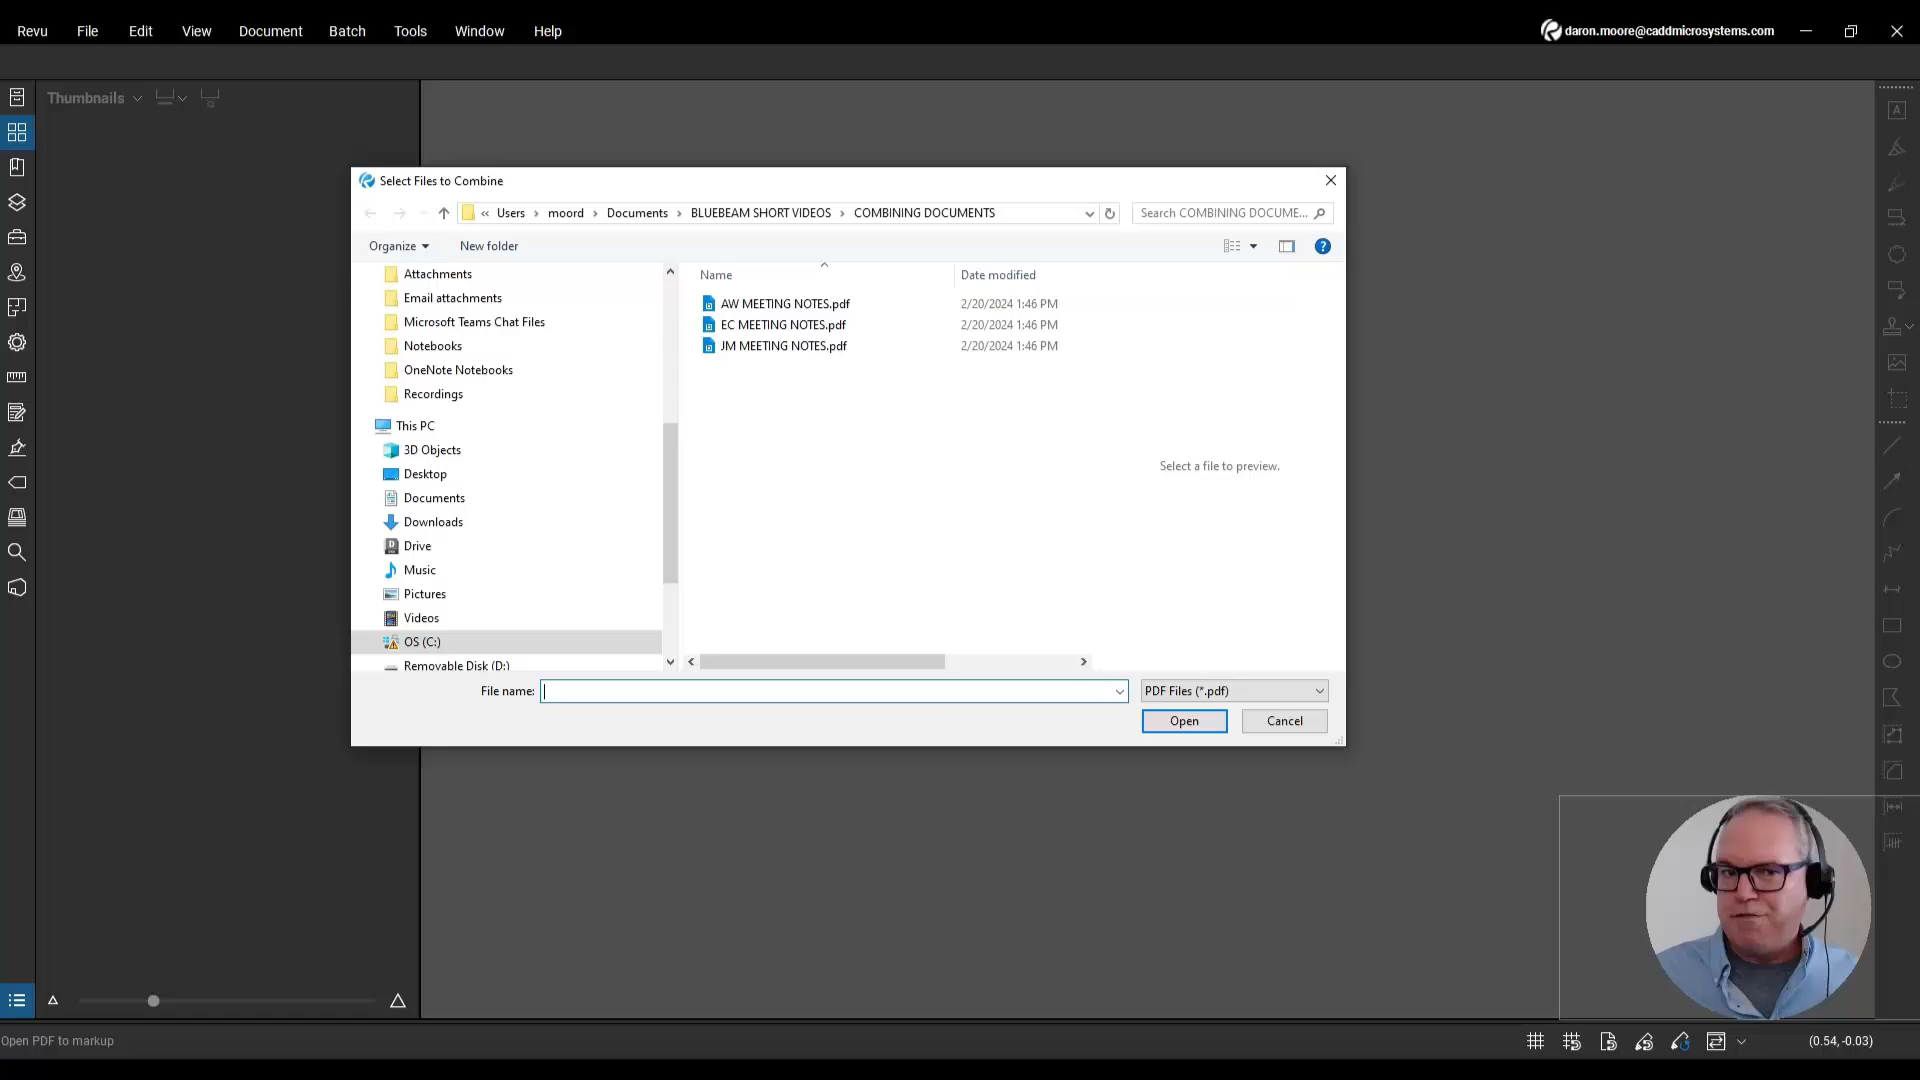 Revu File Edit View Document Batch Tools Window Help daron.moore@caddmicrosystems.com
Thumbnails
Select Files to Combine
« Users › moord › Documents › BLUEBEAM SHORT VIDEOS › COMBINING DOCUMENTS Search COMBINING DOCUME...
Organize New folder
Name Date modified
Attachments
Email attachments
Microsoft Teams Chat Files
Notebooks
OneNote Notebooks
Recordings
This PC
3D Objects
Desktop
Documents
Downloads
Drive
Music
Pictures
Videos
OS (C:)
Removable Disk (D:)
AW MEETING NOTES.pdf 2/20/2024 1:46 PM
EC MEETING NOTES.pdf 2/20/2024 1:46 PM
JM MEETING NOTES.pdf 2/20/2024 1:46 PM
Select a file to preview.
File name: PDF Files (*.pdf)
Open Cancel
Open PDF to markup (0.54,-0.03)